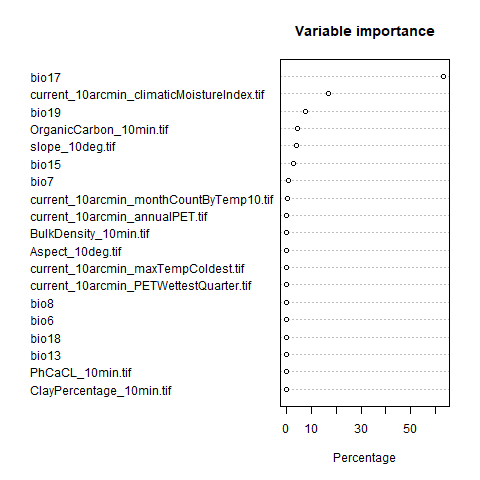 Variable importance
bio17
current_10arcmin_climaticMoistureIndex.tif
bio19
OrganicCarbon_10min.tif
slope_10deg.tif
bio15
bio7
current_10arcmin_monthCountByTemp10.tif
current_10arcmin_annualPET.tif
BulkDensity_10min.tif
Aspect_10deg.tif
current_10arcmin_maxTempColdest.tif
current_10arcmin_PETWettestQuarter.tif
bio8
bio6
bio18
bio13
PhCaCL_10min.tif
ClayPercentage_10min.tif
0 10 30 50
Percentage